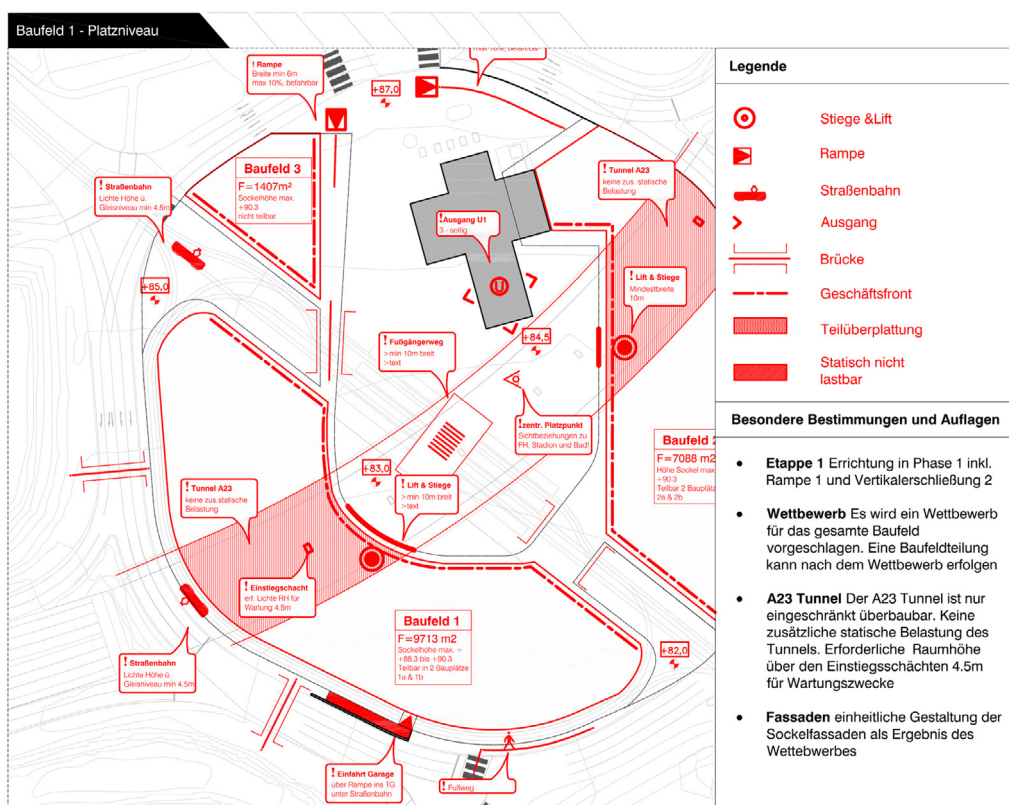 Baufeld 1 - Platzniveau
! Rampe
Breite min 6m
max 10%, befahrbar
max 10%, befahrbar
+87,0
Baufeld 3
F=1407m²
Sockelhöhe max.
+90.3
nicht teilbar
! Straßenbahn
Lichte Höhe ü.
Gleisniveau min 4.5m
+85,0
! Tunnel A23
keine zus. statische
Belastung
!Ausgang U1
3 - seitig
U
! Lift & Stiege
Mindestbreite
10m
+84,5
! Fußgängerweg
>min 10m breit
>text
!zentr. Platzpunkt
Sichtbeziehungen zu
FH, Stadion und Bad!
Baufeld 2
F=7088 m2
Höhe Sockel max
+90.3
Teilbar 2 Bauplätze
2a & 2b
+83,0
! Tunnel A23
keine zus.statische
Belastung
! Lift & Stiege
> min 10m breit
>text
! Einstiegschacht
erf. Lichte RH für
Wartung 4.5m
Baufeld 1
F=9713 m2
Sockelhöhe max. =
+88.3 bis +90.3
Teilbar in 2 Bauplätze
1a & 1b
+82,0
! Straßenbahn
Lichte Höhe ü.
Gleisniveau min 4.5m
! Einfahrt Garage
über Rampe ins TG
unter Straßenbahn
! Fußweg
Legende
Stiege &Lift
Rampe
Straßenbahn
Ausgang
Brücke
Geschäftsfront
Teilüberplattung
Statisch nicht
lastbar
Besondere Bestimmungen und Auflagen
• Etappe 1 Errichtung in Phase 1 inkl.
Rampe 1 und Vertikalerschließung 2
• Wettbewerb Es wird ein Wettbewerb
für das gesamte Baufeld
vorgeschlagen. Eine Baufeldteilung
kann nach dem Wettbewerb erfolgen
• A23 Tunnel Der A23 Tunnel ist nur
eingeschränkt überbaubar. Keine
zusätzliche statische Belastung des
Tunnels. Erforderliche Raumhöhe
über den Einstiegsschächten 4.5m
für Wartungszwecke
• Fassaden einheitliche Gestaltung der
Sockelfassaden als Ergebnis des
Wettebwerbes